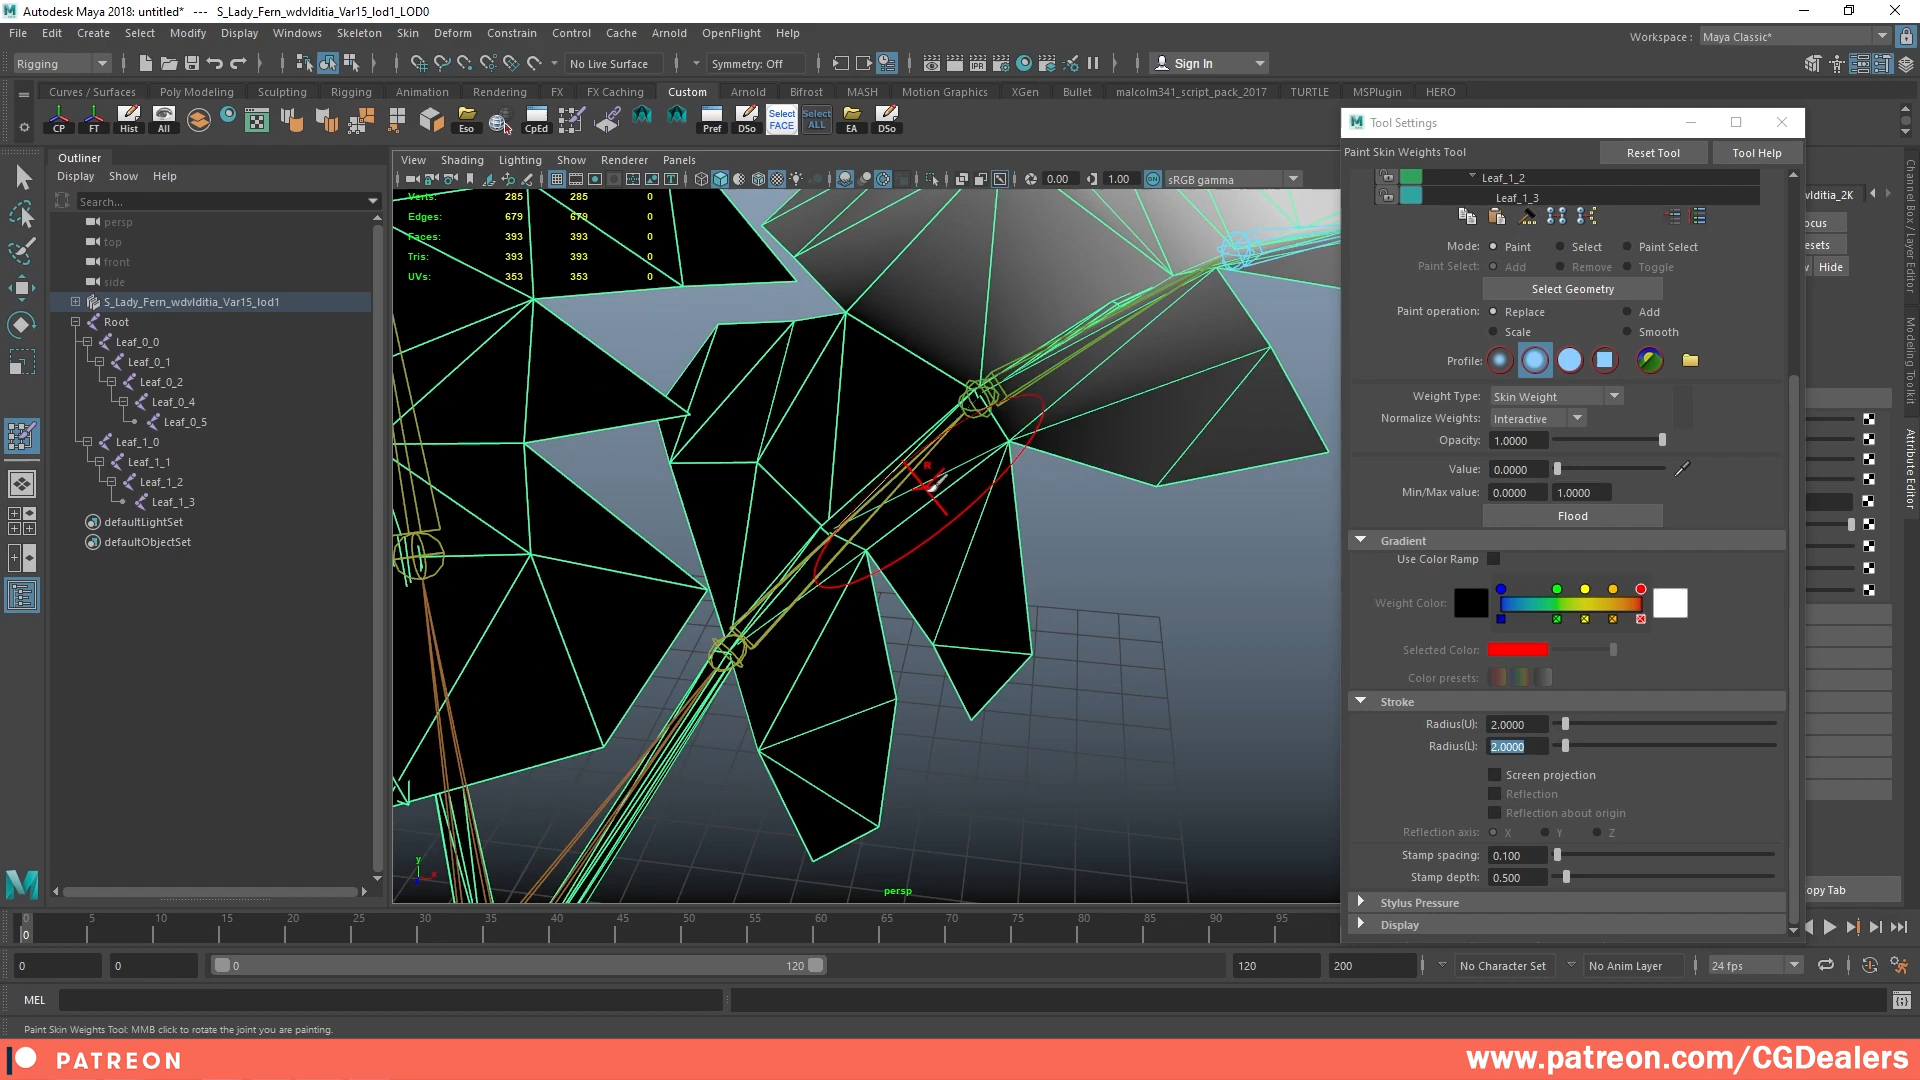 Autodesk Maya 2018: untitled* --- S_Lady_Fern_wdvlditia_Var15_lod1_LOD0
File Edit Create Select Modify Display Windows Skeleton Skin Deform Constrain Control Cache Arnold OpenFlight Help
Workspace : Maya Classic*
Rigging No Live Surface Symmetry: Off IPR Sign In
Curves / Surfaces Poly Modeling Sculpting Rigging Animation Rendering FX FX Caching Custom Arnold Bifrost MASH Motion Graphics XGen Bullet malcolm341_script_pack_2017 TURTLE MSPlugin HERO
CP FT Hist All Eso CpEd Pref DSo Select FACE Select ALL EA DSo
Tool Settings
Outliner
Display Show Help
Search...
persp
top
front
side
S_Lady_Fern_wdvlditia_Var15_lod1
Root
Leaf_0_0
Leaf_0_1
Leaf_0_2
Leaf_0_4
Leaf_0_5
Leaf_1_0
Leaf_1_1
Leaf_1_2
Leaf_1_3
defaultLightSet
defaultObjectSet
View Shading Lighting Show Renderer Panels
0.00 1.00 sRGB gamma
Verts: 285 285 0
Edges: 679 679 0
Faces: 393 393 0
Tris: 393 393 0
UVs: 353 353 0
R
y
persp
Paint Skin Weights Tool Reset Tool Tool Help
Leaf_1_2
Leaf_1_3
Mode: Paint Select Paint Select
Paint Select: Add Remove Toggle
Select Geometry
Paint operation: Replace Add
Scale Smooth
Profile:
Weight Type: Skin Weight
Normalize Weights: Interactive
Opacity: 1.0000
Value: 0.0000
Min/Max value: 0.0000 1.0000
Flood
Gradient
Use Color Ramp
Weight Color:
Selected Color:
Color presets:
Stroke
Radius(U): 2.0000
Radius(L): 2.0000
Screen projection
Reflection
Reflection about origin
Reflection axis: X Y Z
Stamp spacing: 0.100
Stamp depth: 0.500
Stylus Pressure
Display
vlditia_2K
ocus
esets
Hide
opy Tab
Channel Box / Layer Editor
Modeling Toolkit
Attribute Editor
0 5 10 15 20 25 30 35 40 45 50 55 60 65 70 75 80 85 90 95
0
0 0 0 120 120 200 No Character Set No Anim Layer 24 fps
MEL
Paint Skin Weights Tool: MMB click to rotate the joint you are painting.
PATREON
www.patreon.com/CGDealers